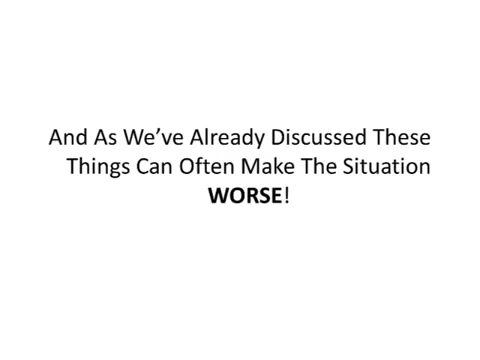 And As We’ve Already Discussed These
Things Can Often Make The Situation
WORSE!